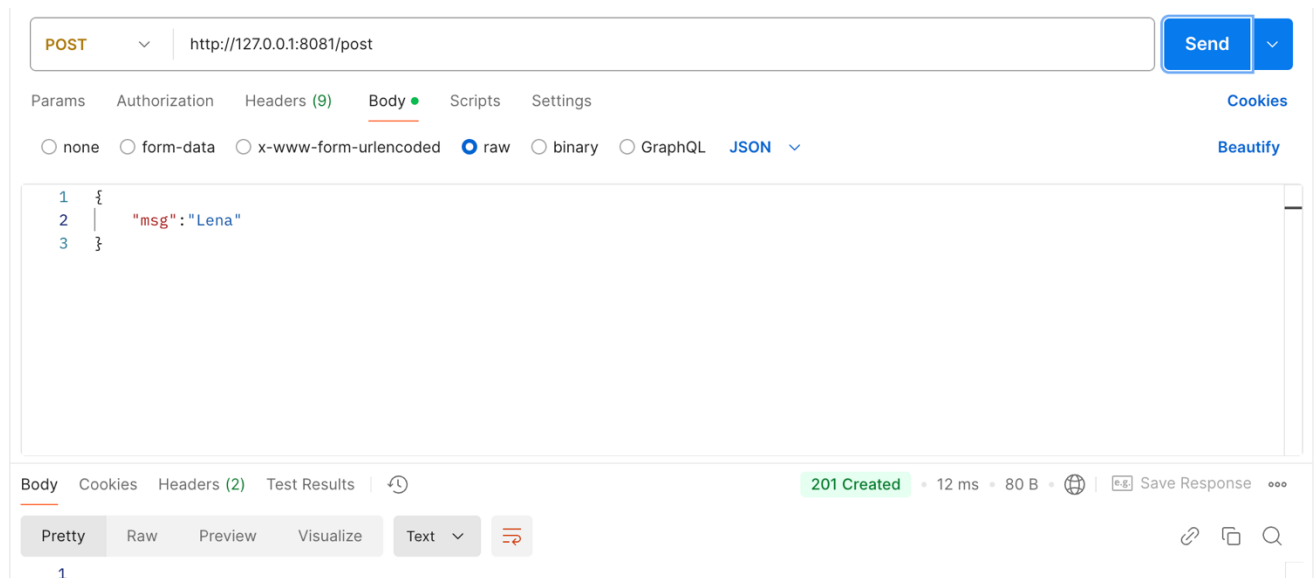 POST http://127.0.0.1:8081/post Send
Params Authorization Headers (9) Body Scripts Settings Cookies
none form-data x-www-form-urlencoded raw binary GraphQL JSON Beautify
1 {
2 "msg":"Lena"
3 }
Body Cookies Headers (2) Test Results 201 Created 12 ms 80 B e.g. Save Response
Pretty Raw Preview Visualize Text
1